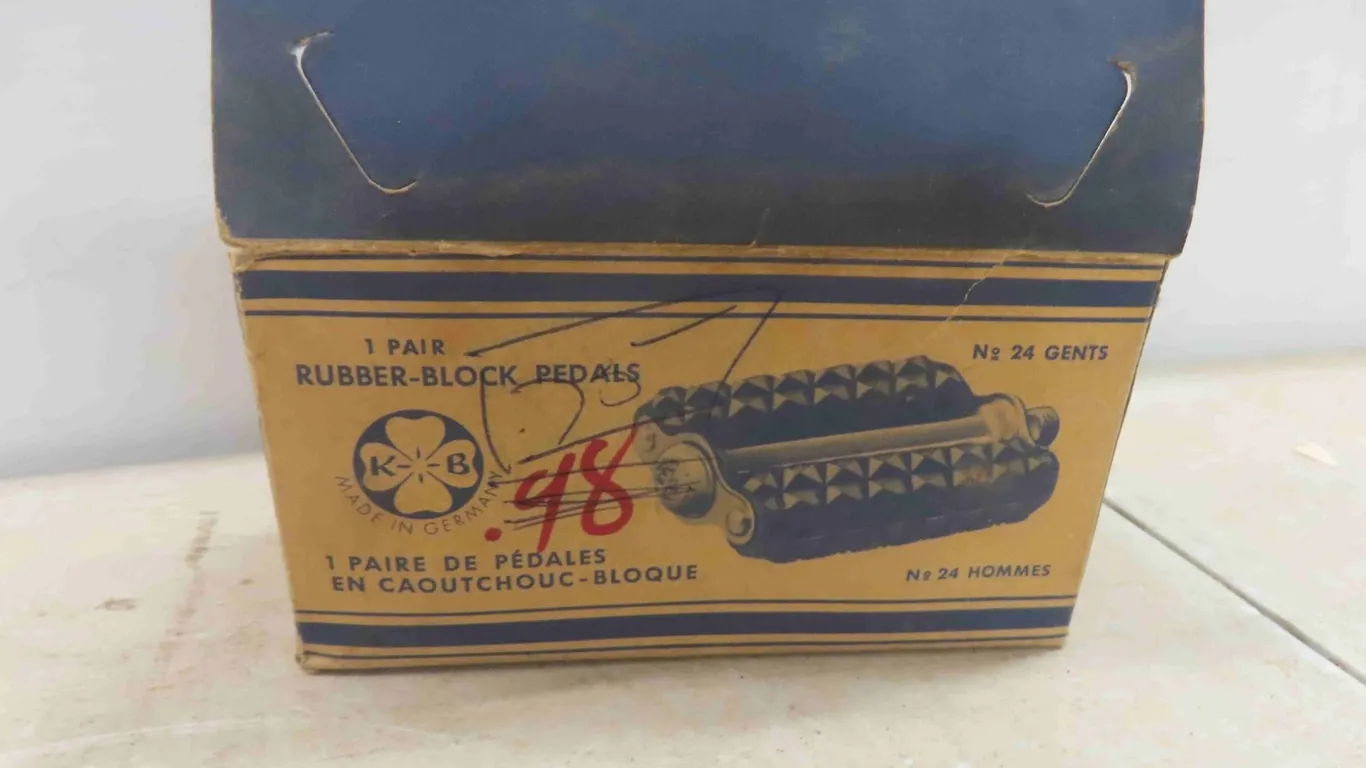 1 PAIR
RUBBER-BLOCK PEDALS
Nº 24 GENTS
K B
MADE IN GERMANY
.98
1 PAIRE DE PÉDALES
EN CAOUTCHOUC-BLOQUE
Nº 24 HOMMES